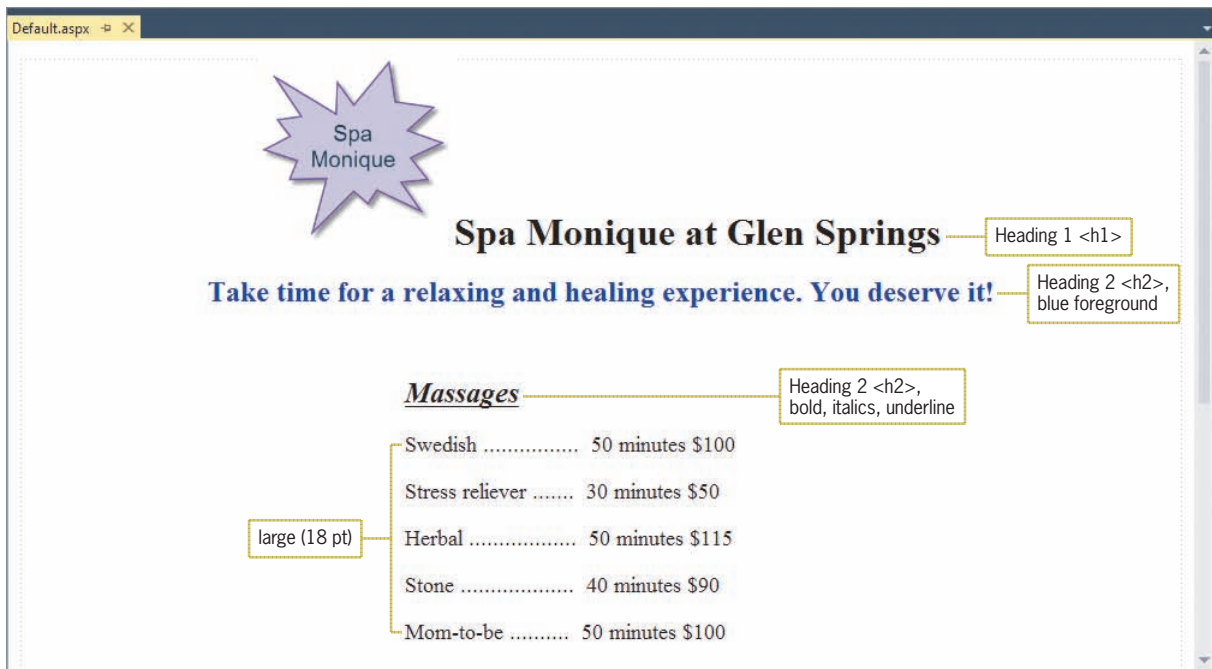 Default.aspx
Spa
Monique
Spa Monique at Glen Springs
Heading 1 <h1>
Take time for a relaxing and healing experience. You deserve it!
Heading 2 <h2>,
blue foreground
Massages
Heading 2 <h2>,
bold, italics, underline
Swedish ................ 50 minutes $100
Stress reliever ....... 30 minutes $50
large (18 pt)
Herbal .................. 50 minutes $115
Stone ................... 40 minutes $90
Mom-to-be .......... 50 minutes $100